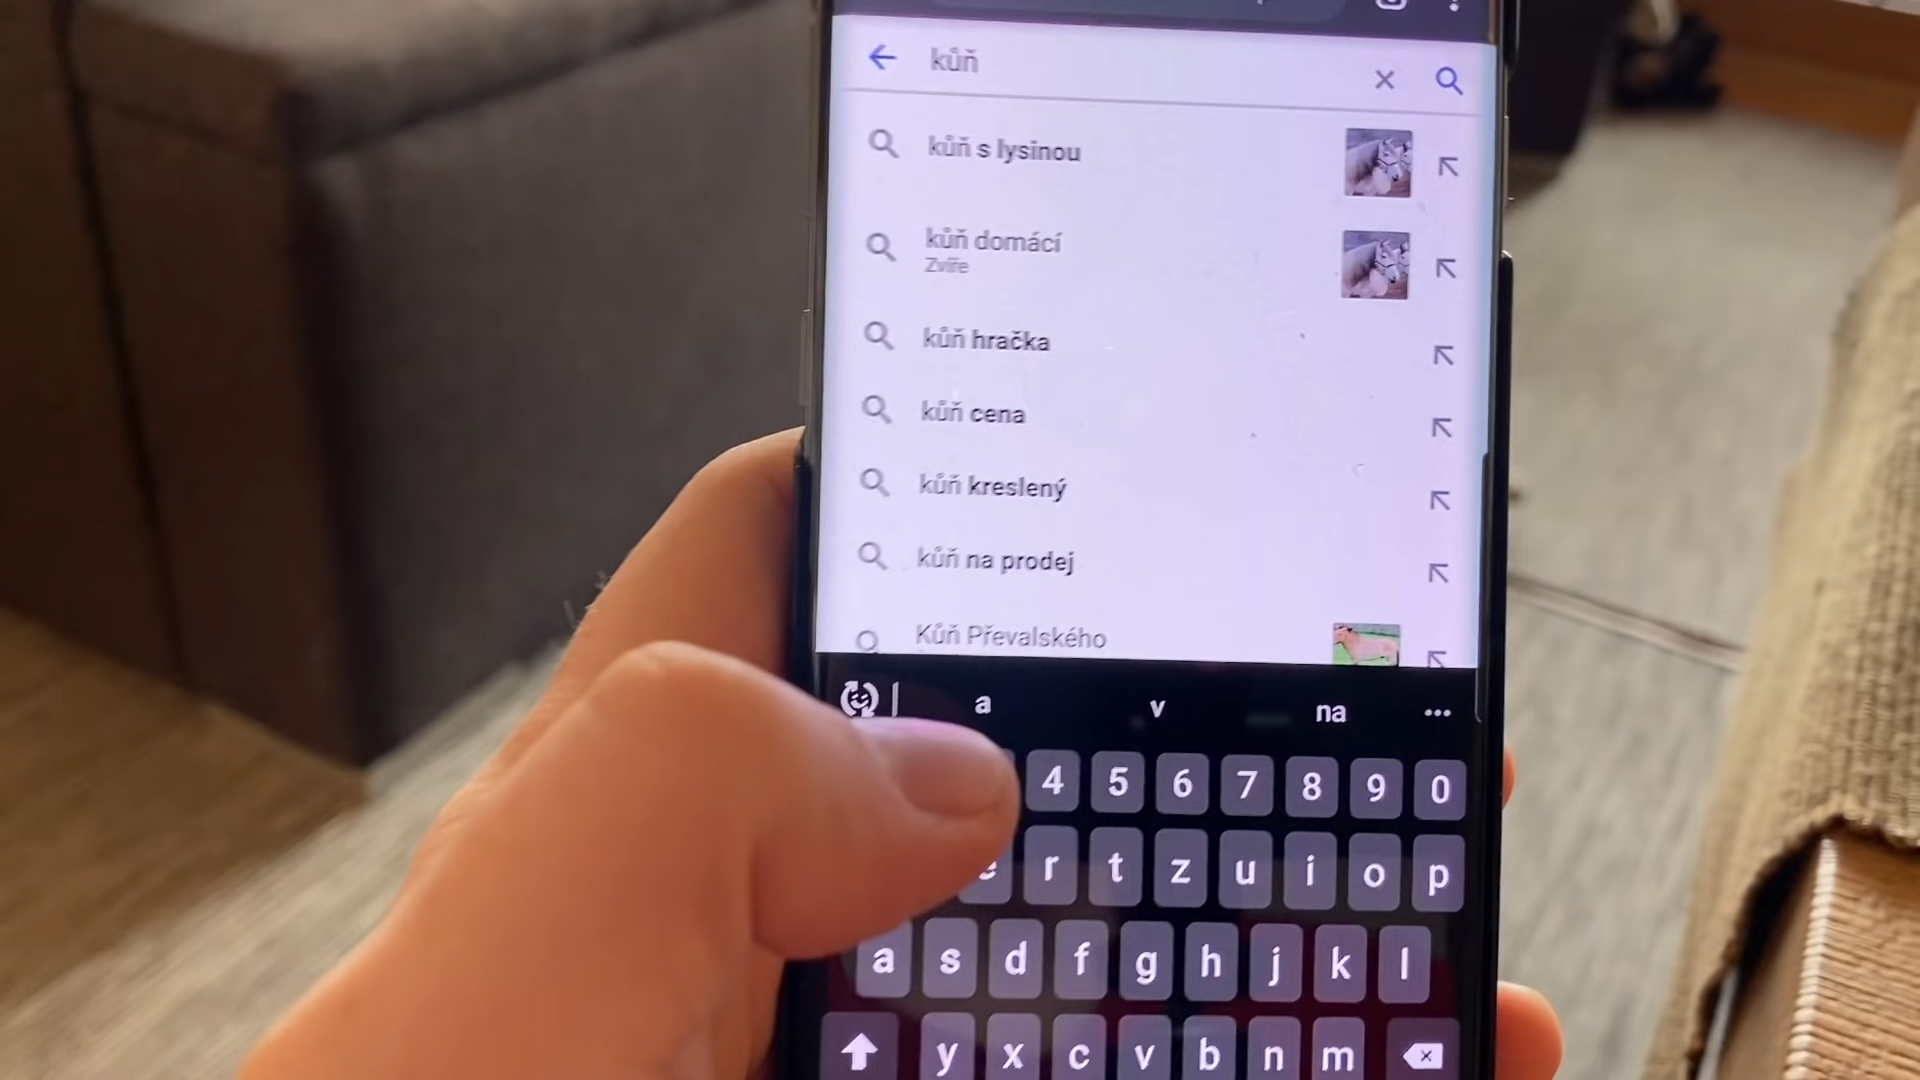 kůň
kůň s lysinou
kůň domácí
Zvíře
kůň hračka
kůň cena
kůň kreslený
kůň na prodej
Kůň Převalského
a v na
4 5 6 7 8 9 0
e r t z u i o p
a s d f g h j k l
y x c v b n m